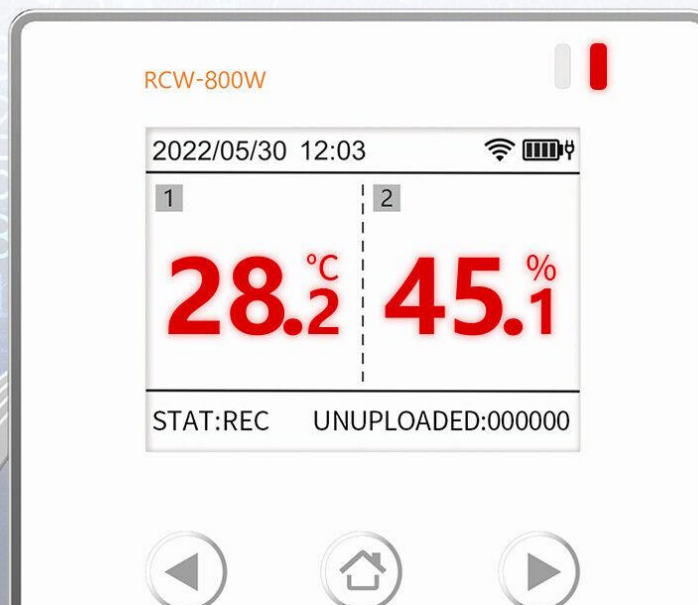 RCW-800W
2022/05/30 12:03
1 2
28.2 °C 45.1 %
STAT:REC UNUPLOADED:000000